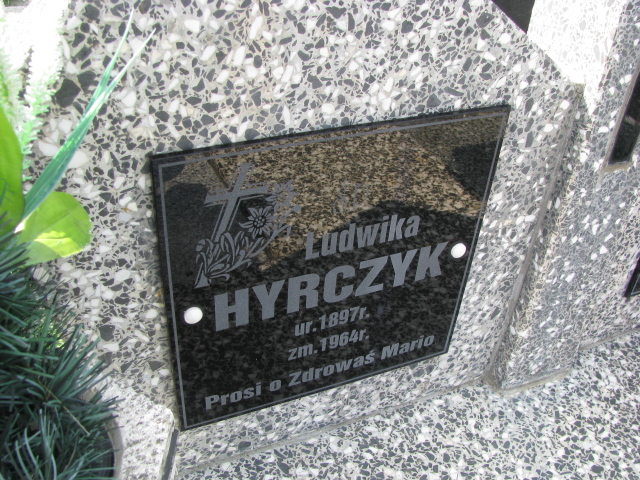 Ludwika
HYRCZYK
ur. 1897r.
zm. 1964r.
Prosi o Zdrowaś Mario